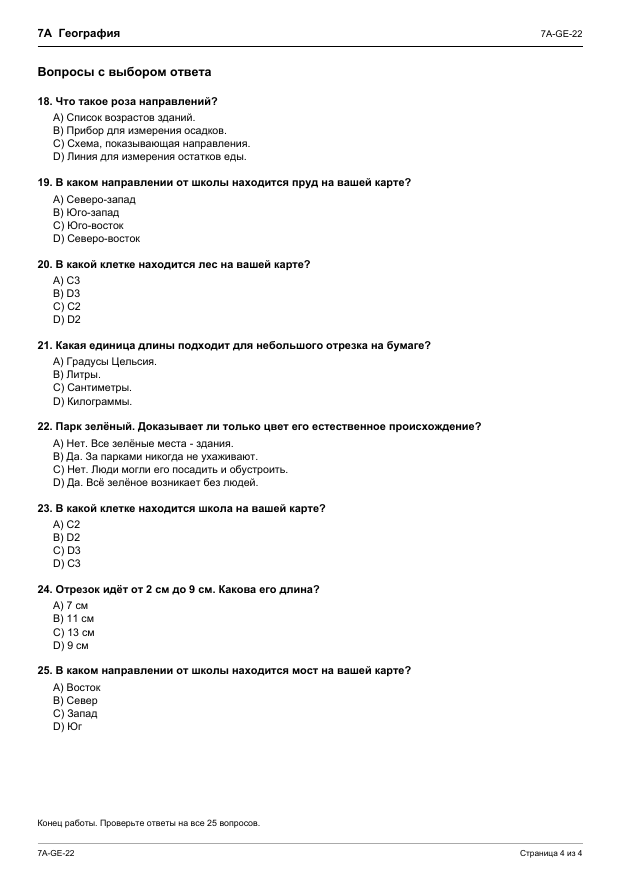 7A География
7A-GE-22
Вопросы с выбором ответа
18. Что такое роза направлений?
A) Список возрастов зданий.
B) Прибор для измерения осадков.
C) Схема, показывающая направления.
D) Линия для измерения остатков еды.
19. В каком направлении от школы находится пруд на вашей карте?
A) Северо-запад
B) Юго-запад
C) Юго-восток
D) Северо-восток
20. В какой клетке находится лес на вашей карте?
A) C3
B) D3
C) C2
D) D2
21. Какая единица длины подходит для небольшого отрезка на бумаге?
A) Градусы Цельсия.
B) Литры.
C) Сантиметры.
D) Килограммы.
22. Парк зелёный. Доказывает ли только цвет его естественное происхождение?
A) Нет. Все зелёные места - здания.
B) Да. За парками никогда не ухаживают.
C) Нет. Люди могли его посадить и обустроить.
D) Да. Всё зелёное возникает без людей.
23. В какой клетке находится школа на вашей карте?
A) C2
B) D2
C) D3
D) C3
24. Отрезок идёт от 2 см до 9 см. Какова его длина?
A) 7 см
B) 11 см
C) 13 см
D) 9 см
25. В каком направлении от школы находится мост на вашей карте?
A) Восток
B) Север
C) Запад
D) Юг
Конец работы. Проверьте ответы на все 25 вопросов.
7A-GE-22
Страница 4 из 4